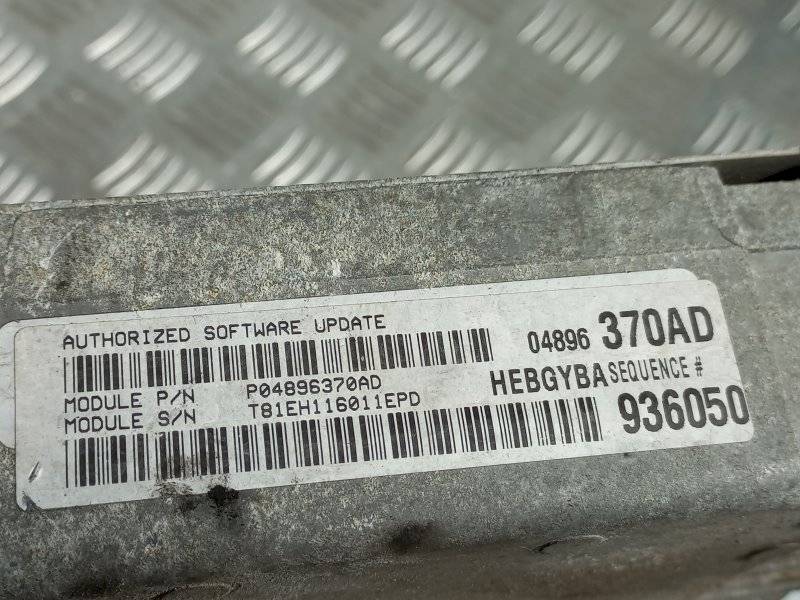 AUTHORIZED SOFTWARE UPDATE
04896 370AD
MODULE P/N P04896370AD
HEBGYBA SEQUENCE #
MODULE S/N T81EH116011EPD
936050